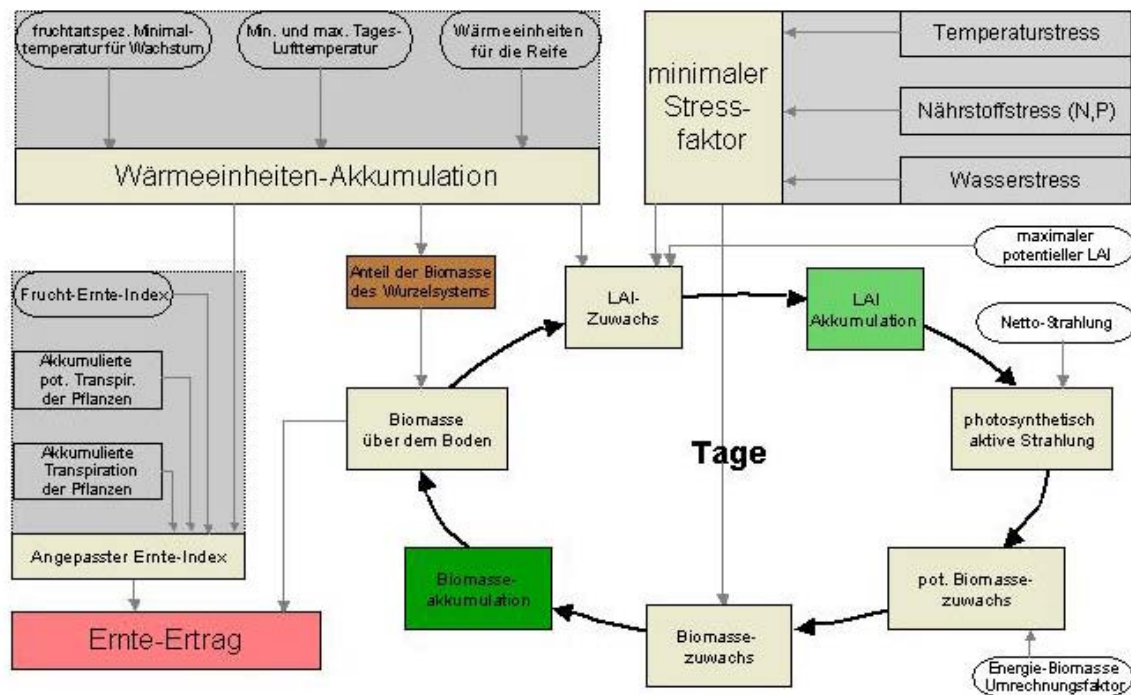 fruchtartspez. Minimal-
temperatur für Wachstum
Min. und max. Tages-
Lufttemperatur
Wärmeeinheiten
für die Reife
Wärmeeinheiten-Akkumulation
minimaler
Stress-
faktor
Temperaturstress
Nährstoffstress (N,P)
Wasserstress
maximaler
potentieller LAI
Anteil der Biomasse
des Wurzelsystems
LAI-
Zuwachs
LAI
Akkumulation
Netto-Strahlung
Frucht-Ernte-Index
Akkumulierte
pot. Transpir.
der Pflanzen
Akkumulierte
Transpiration
der Pflanzen
Biomasse
über dem Boden
Tage
photosynthetisch
aktive Strahlung
Angepasster Ernte-Index
Biomasse-
akkumulation
pot. Biomasse-
zuwachs
Ernte-Ertrag
Biomasse-
zuwachs
Energie-Biomasse
Umrechnungsfaktor